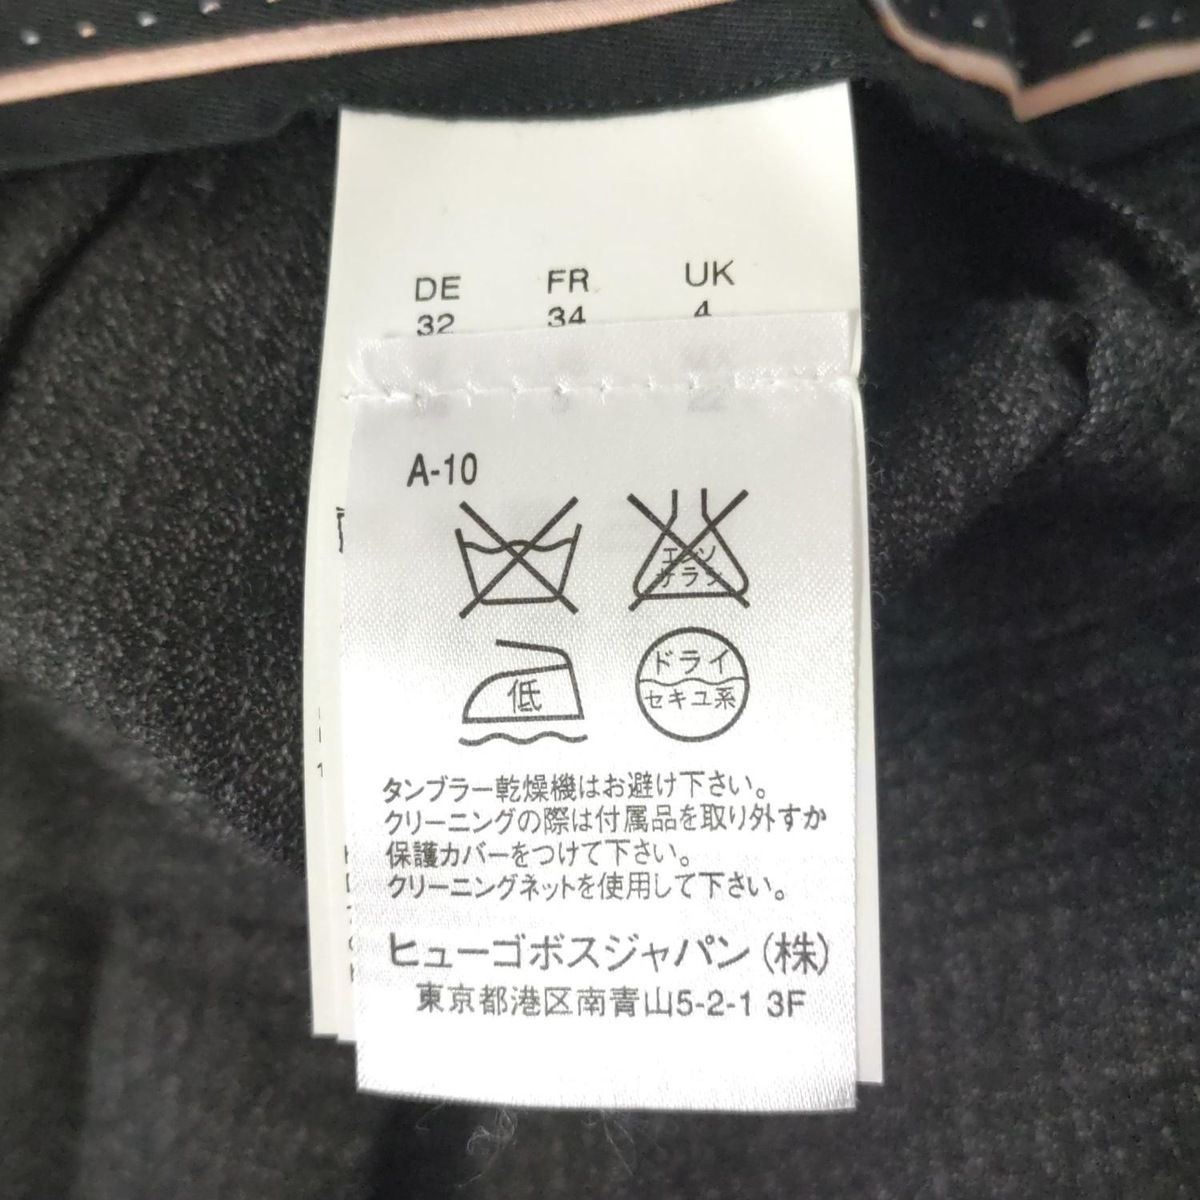 DE FR UK
32 34 4
A-10
エンソ
サラシ
低
ドライ
セキユ系
タンブラー乾燥機はお避け下さい。
クリーニングの際は付属品を取り外すか
保護カバーをつけて下さい。
クリーニングネットを使用して下さい。
ヒューゴボスジャパン(株)
東京都港区南青山5-2-1 3F